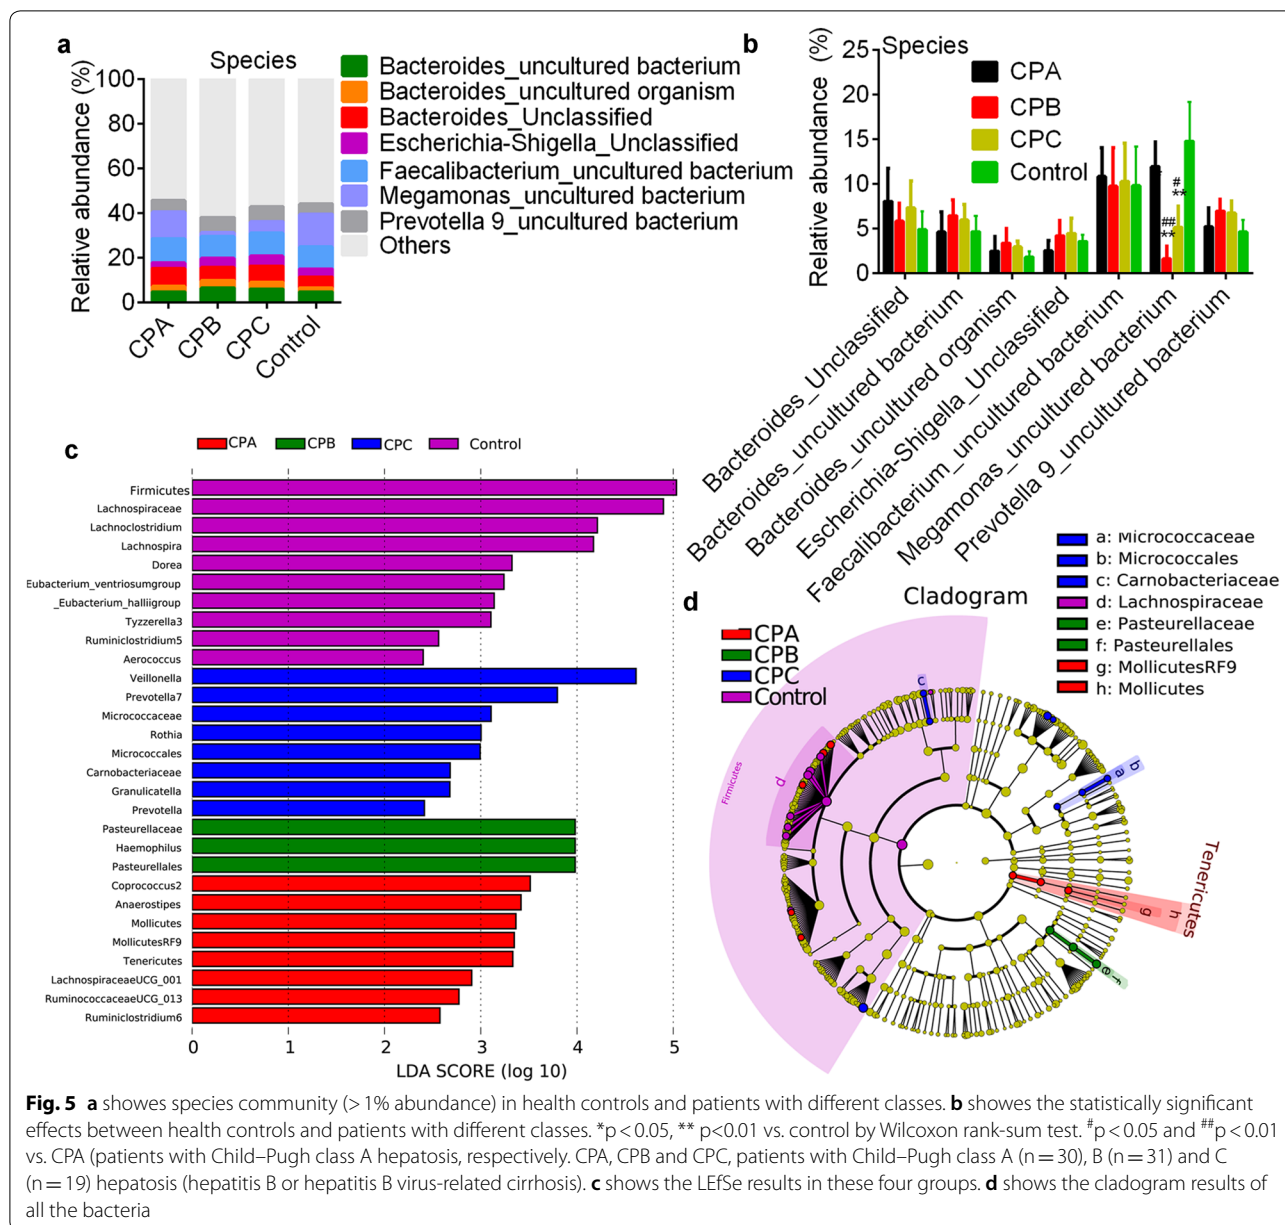 a
Species
Relative abundance (%)
100
80
60
40
20
0
CPA
CPB
CPC
Control
Bacteroides_uncultured bacterium
Bacteroides_uncultured organism
Bacteroides_Unclassified
Escherichia-Shigella_Unclassified
Faecalibacterium_uncultured bacterium
Megamonas_uncultured bacterium
Prevotella 9_uncultured bacterium
Others
b
Species
Relative abundance (%)
25
20
15
10
5
0
CPA
CPB
CPC
Control
##
**
#
**
Bacteroides_Unclassified
Bacteroides_uncultured bacterium
Bacteroides_uncultured organism
Escherichia-Shigella_Unclassified
Faecalibacterium_uncultured bacterium
Megamonas_uncultured bacterium
Prevotella 9_uncultured bacterium
c
CPA CPB CPC Control
Firmicutes
Lachnospiraceae
Lachnoclostridium
Lachnospira
Dorea
Eubacterium_ventriosumgroup
_Eubacterium_halliigroup
Tyzzerella3
Ruminiclostridium5
Aerococcus
Veillonella
Prevotella7
Micrococcaceae
Rothia
Micrococcales
Carnobacteriaceae
Granulicatella
Prevotella
Pasteurellaceae
Haemophilus
Pasteurellales
Coprococcus2
Anaerostipes
Mollicutes
MollicutesRF9
Tenericutes
LachnospiraceaeUCG_001
RuminococcaceaeUCG_013
Ruminiclostridium6
0 1 2 3 4 5
LDA SCORE (log 10)
d
Cladogram
CPA
CPB
CPC
Control
a: Micrococcaceae
b: Micrococcales
c: Carnobacteriaceae
d: Lachnospiraceae
e: Pasteurellaceae
f: Pasteurellales
g: MollicutesRF9
h: Mollicutes
Firmicutes
d
c
b
a
Tenericutes
h
g
f
e
Fig. 5 a showes species community (> 1% abundance) in health controls and patients with different classes. b showes the statistically significant
effects between health controls and patients with different classes. *p < 0.05, ** p<0.01 vs. control by Wilcoxon rank-sum test. #p < 0.05 and ##p < 0.01
vs. CPA (patients with Child–Pugh class A hepatosis, respectively. CPA, CPB and CPC, patients with Child–Pugh class A (n = 30), B (n = 31) and C
(n = 19) hepatosis (hepatitis B or hepatitis B virus-related cirrhosis). c shows the LEfSe results in these four groups. d shows the cladogram results of
all the bacteria